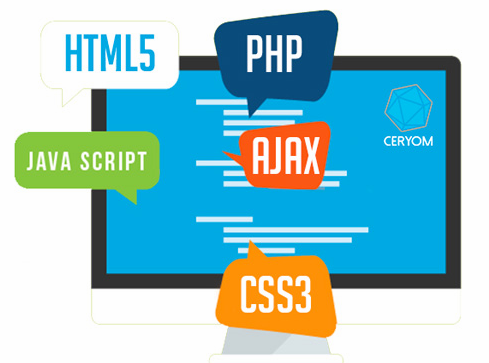 HTML5
PHP
CERYOM
JAVA SCRIPT
AJAX
CSS3